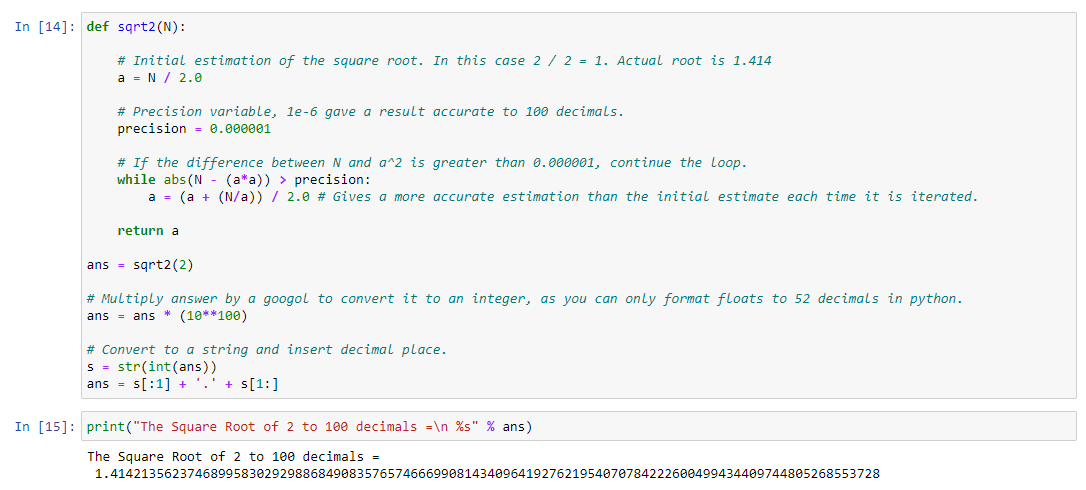 In [14]: def sqrt2(N):
# Initial estimation of the square root. In this case 2 / 2 = 1. Actual root is 1.414
a = N / 2.0
# Precision variable, 1e-6 gave a result accurate to 100 decimals.
precision = 0.000001
# If the difference between N and a^2 is greater than 0.000001, continue the loop.
while abs(N - (a*a)) > precision:
a = (a + (N/a)) / 2.0 # Gives a more accurate estimation than the initial estimate each time it is iterated.
return a
ans = sqrt2(2)
# Multiply answer by a googol to convert it to an integer, as you can only format floats to 52 decimals in python.
ans = ans * (10**100)
# Convert to a string and insert decimal place.
s = str(int(ans))
ans = s[:1] + '.' + s[1:]
In [15]: print("The Square Root of 2 to 100 decimals =\n %s" % ans)
The Square Root of 2 to 100 decimals =
1.4142135623746899583029298868490835765746669908143409641927621954070784222600499434409744805268553728